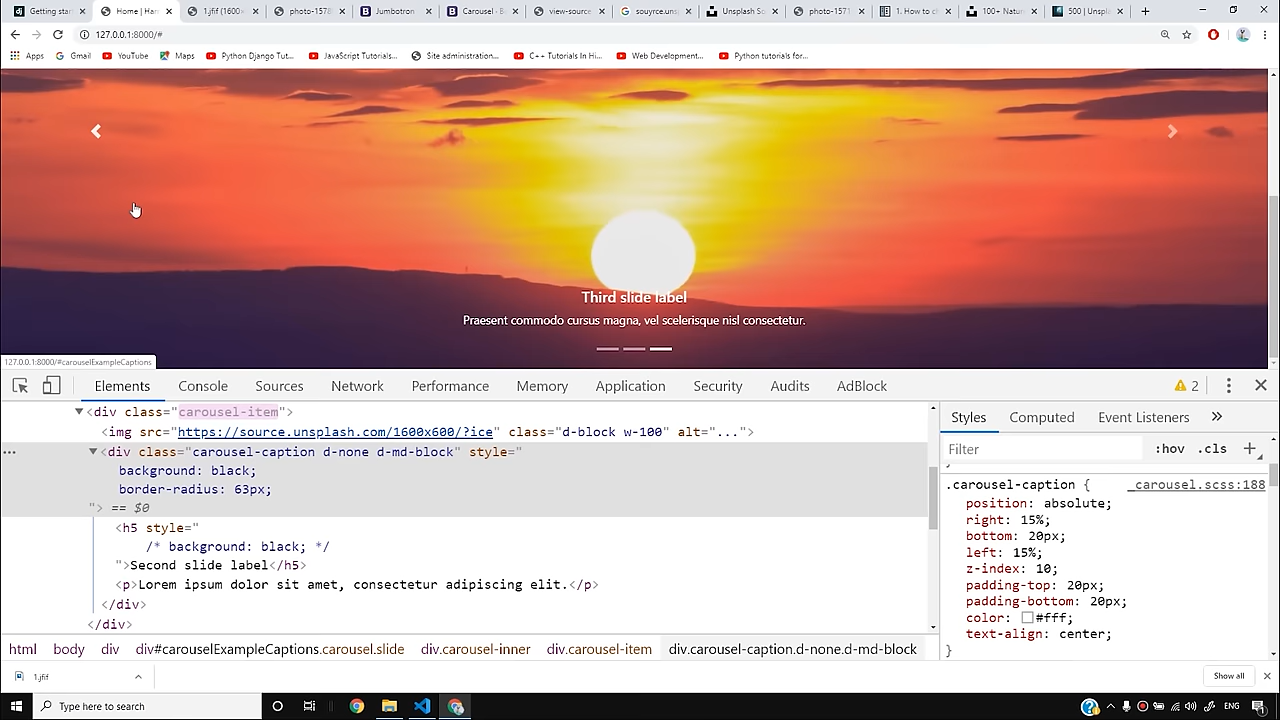 Getting start
Home | Han
1.jfif (1600×
photo-1578
Jumbotron
Carousel - B
view-source
souyrce.uns
Unsplash So
photo-1517
1. How to cl
100+ Natur
500 | Unspl
127.0.0.1:8000/#
Apps
Gmail
YouTube
Maps
Python Django Tut...
JavaScript Tutorials...
Site administration...
C++ Tutorials In Hi...
Web Development...
Python tutorials for...
Third slide label
Praesent commodo cursus magna, vel scelerisque nisl consectetur.
127.0.0.1:8000/#carouselExampleCaptions
Elements Console Sources Network Performance Memory Application Security Audits AdBlock 2
<div class="carousel-item">
<img src="https://source.unsplash.com/1600x600/?ice" class="d-block w-100" alt="...">
<div class="carousel-caption d-none d-md-block" style="
background: black;
border-radius: 63px;
"> == $0
<h5 style="
/* background: black; */
">Second slide label</h5>
<p>Lorem ipsum dolor sit amet, consectetur adipiscing elit.</p>
</div>
</div>
html body div div#carouselExampleCaptions.carousel.slide div.carousel-inner div.carousel-item div.carousel-caption.d-none.d-md-block
Styles Computed Event Listeners »
Filter :hov .cls +
.carousel-caption { _carousel.scss:188
position: absolute;
right: 15%;
bottom: 20px;
left: 15%;
z-index: 10;
padding-top: 20px;
padding-bottom: 20px;
color: #fff;
text-align: center;
}
1.jfif
Show all
Type here to search
ENG